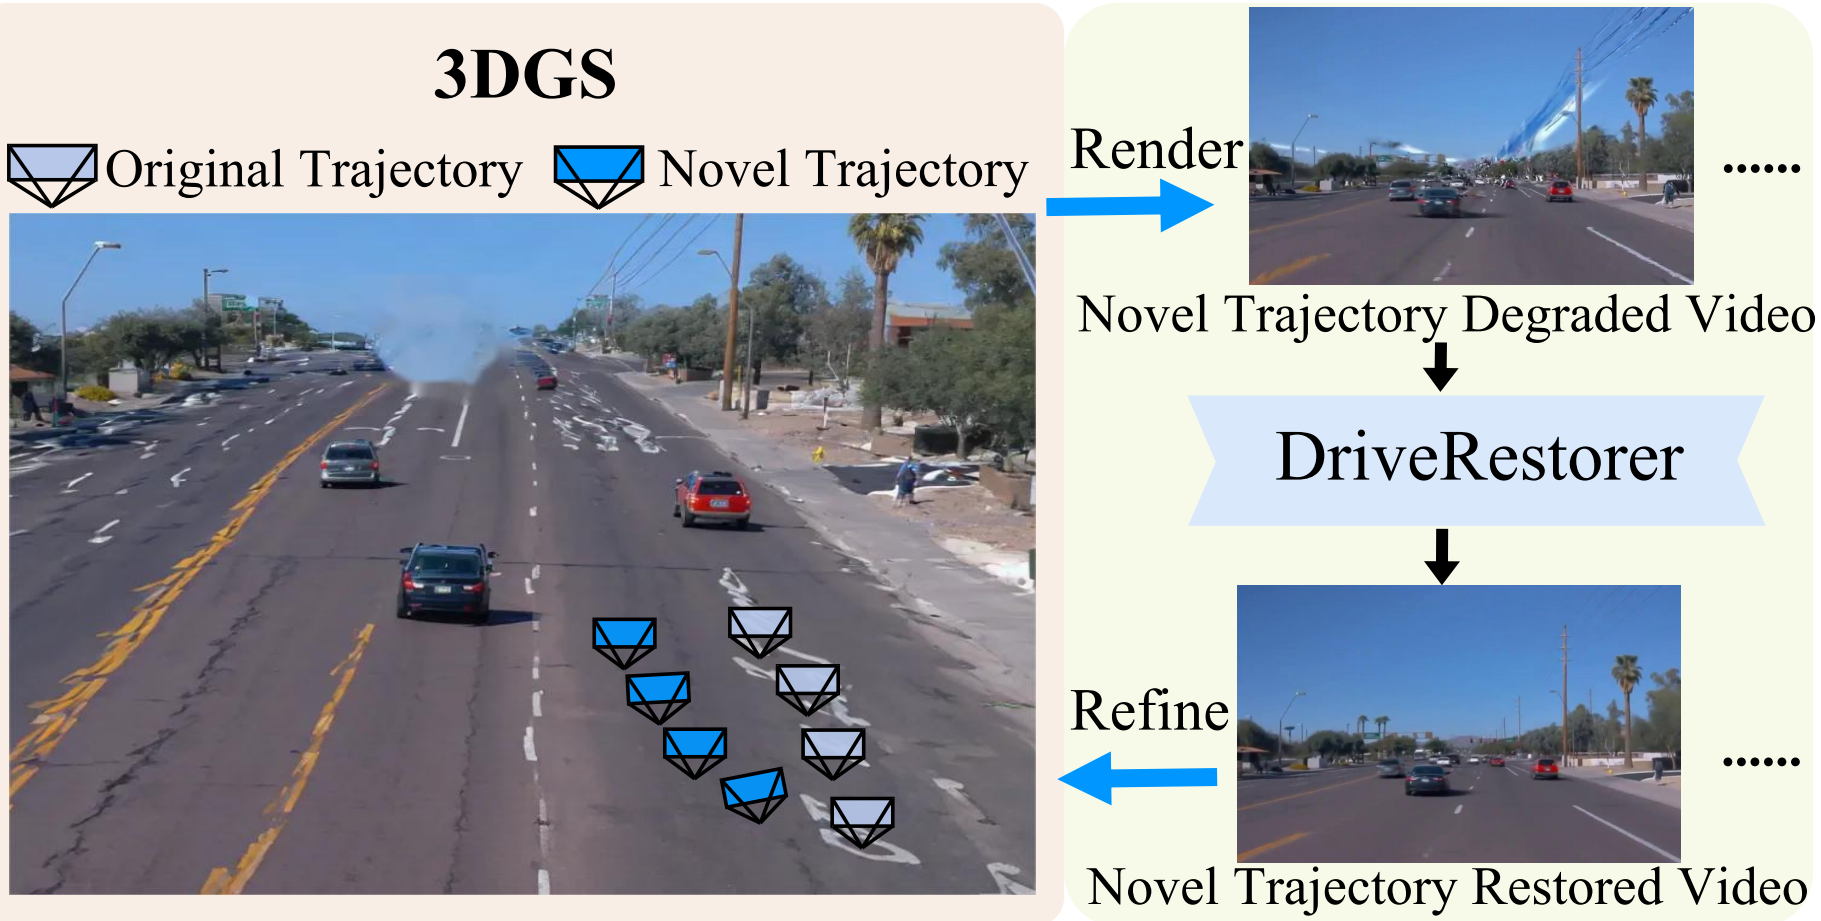 3DGS
Original Trajectory
Novel Trajectory
Render
......
Novel Trajectory Degraded Video
DriveRestorer
Refine
......
Novel Trajectory Restored Video